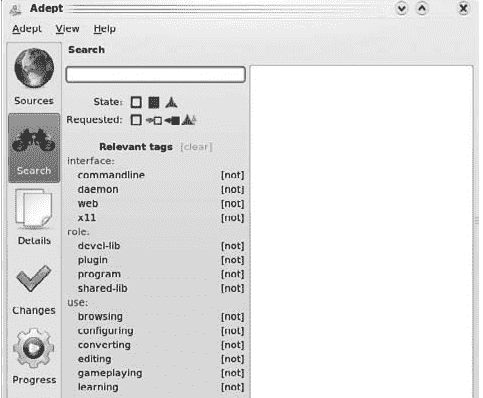 Adept
Adept View Help
Sources
Search
Details
Changes
Progress
Search
State:
Requested:
Relevant tags [clear]
interface:
commandline [not]
daemon [not]
web [not]
x11 [not]
role:
devel-lib [not]
plugin [not]
program [not]
shared-lib [not]
use:
browsing [not]
configuring [not]
converting [not]
editing [not]
gameplaying [not]
learning [not]